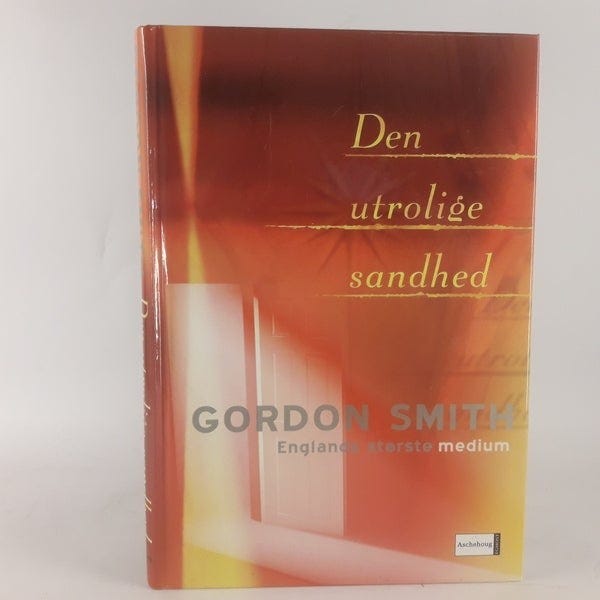 Den
utrolige
sandhed
GORDON SMITH
Englands største medium
Aschehoug